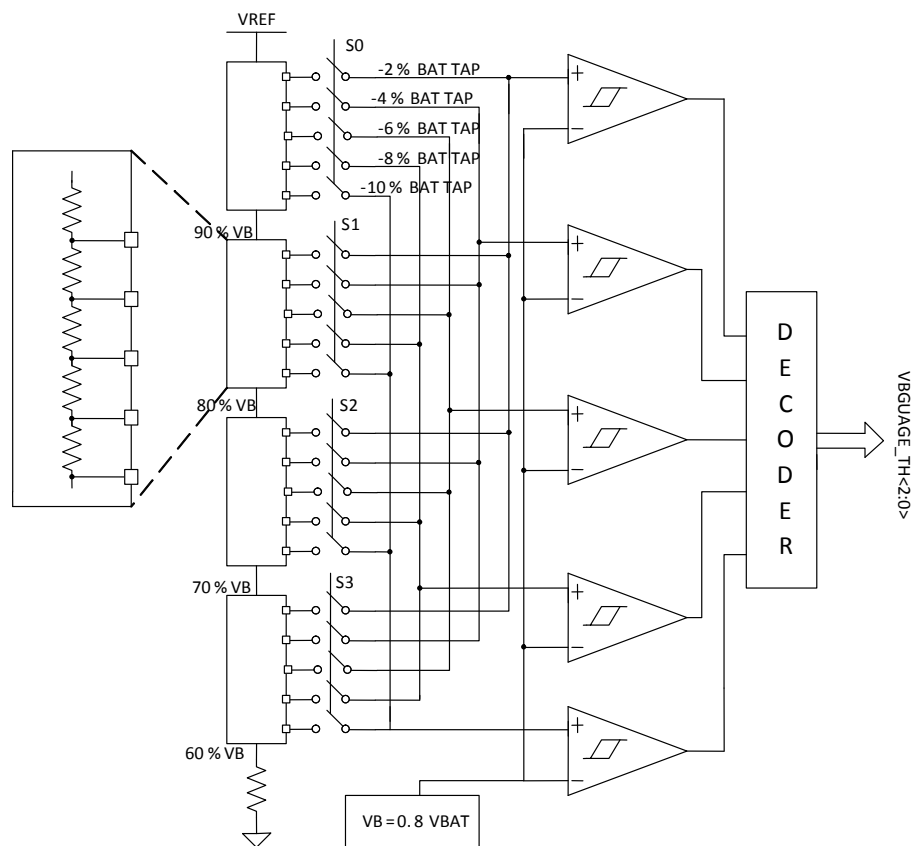 VREF
S0
-2 % BAT TAP
-4 % BAT TAP
-6 % BAT TAP
-8 % BAT TAP
-10 % BAT TAP
90 % VB
S1
80 % VB
S2
70 % VB
S3
60 % VB
VB = 0. 8 VBAT
+
−
+
−
+
−
+
−
+
−
D
E
C
O
D
E
R
VBGUAGE_TH<2:0>